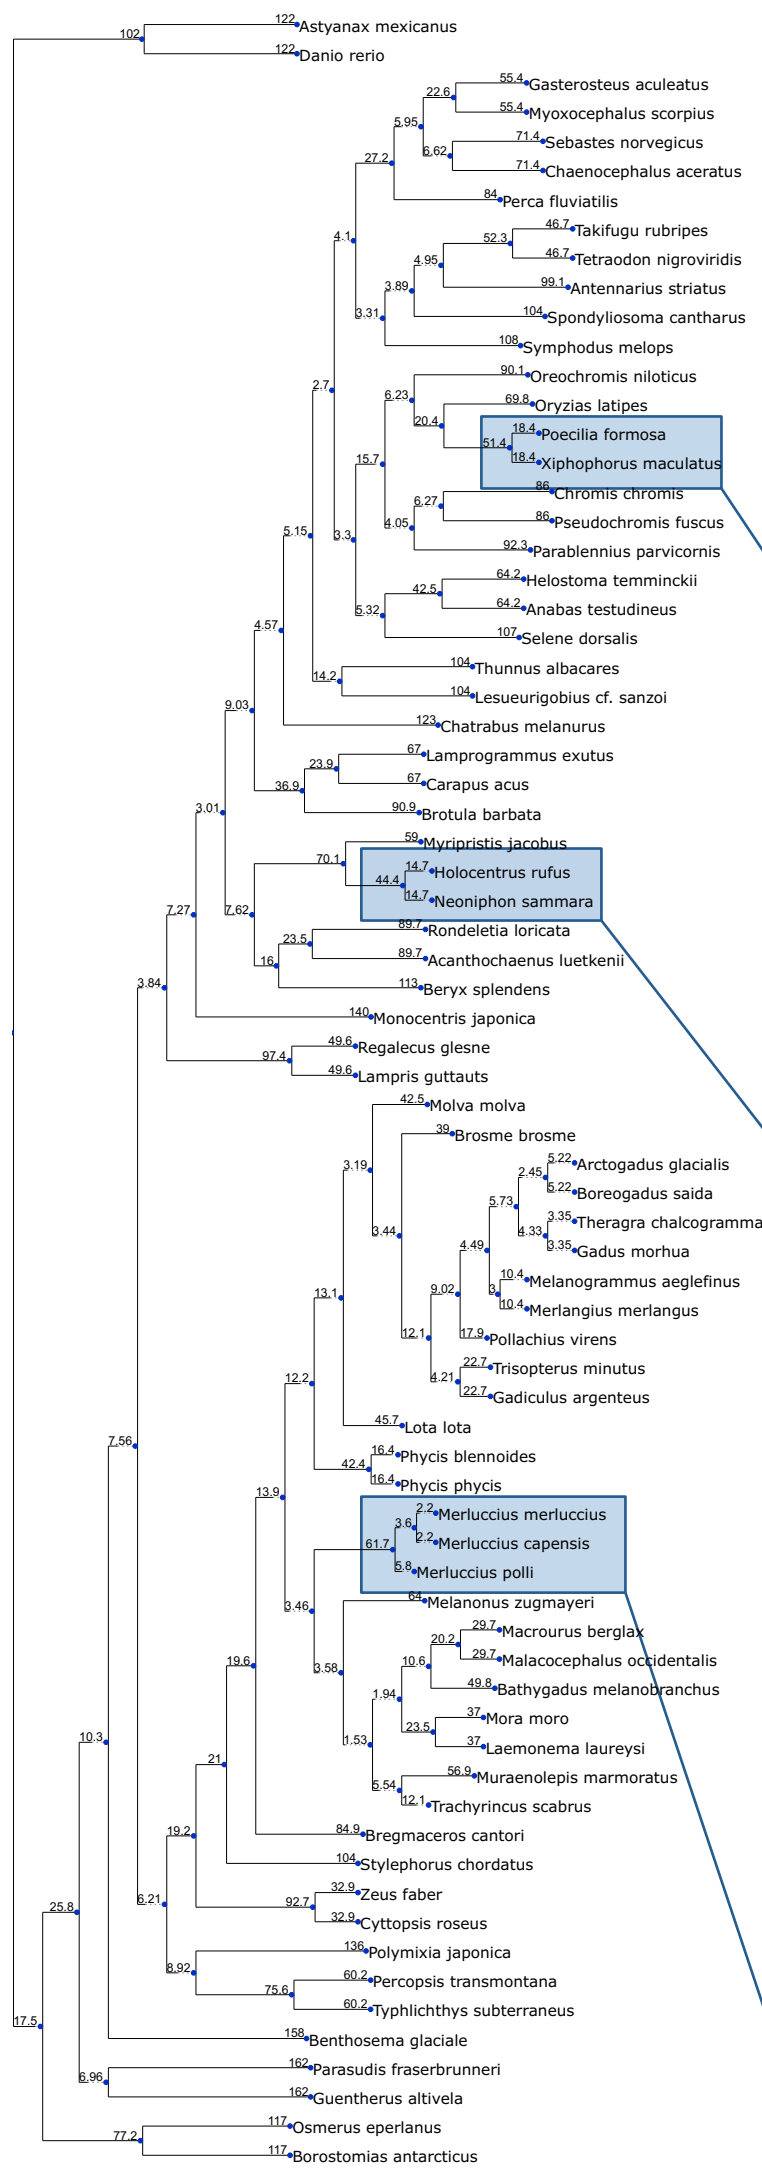 122 Astyanax mexicanus
102
122 Danio rerio
55.4 Gasterosteus aculeatus
22.6
55.4 Myoxocephalus scorpius
5.95
71.4 Sebastes norvegicus
6.62
27.2
71.4 Chaenocephalus aceratus
84 Perca fluviatilis
46.7 Takifugu rubripes
4.1
52.3
46.7 Tetraodon nigroviridis
4.95
3.89
99.1 Antennarius striatus
3.31
104 Spondyliosoma cantharus
108 Symphodus melops
90.1 Oreochromis niloticus
2.7
6.23
69.8 Oryzias latipes
20.4
18.4 Poecilia formosa
51.4
15.7
18.4 Xiphophorus maculatus
86 Chromis chromis
6.27
86 Pseudochromis fuscus
4.05
5.15
3.3
92.3 Parablennius parvicornis
64.2 Helostoma temminckii
42.5
64.2 Anabas testudineus
5.32
4.57
107 Selene dorsalis
104 Thunnus albacares
14.2
104 Lesueurigobius cf. sanzoi
9.03
123 Chatrabus melanurus
67 Lamprogrammus exutus
23.9
67 Carapus acus
36.9
3.01
90.9 Brotula barbata
59 Myripristis jacobus
70.1
14.7 Holocentrus rufus
44.4
14.7 Neoniphon sammara
7.27
7.62
89.7 Rondeletia loricata
23.5
89.7 Acanthochaenus luetkenii
16
3.84
113 Beryx splendens
140 Monocentris japonica
49.6 Regalecus glesne
97.4
49.6 Lampris guttauts
42.5 Molva molva
39 Brosme brosme
3.19
5.22 Arctogadus glacialis
2.45
5.22 Boreogadus saida
5.73
3.35 Theragra chalcogramma
4.33
3.44
3.35 Gadus morhua
4.49
10.4 Melanogrammus aeglefinus
3
13.1
9.02
10.4 Merlangius merlangus
12.1
17.9 Pollachius virens
22.7 Trisopterus minutus
12.2
4.21
22.7 Gadiculus argenteus
45.7 Lota lota
7.56
16.4 Phycis blennoides
42.4
16.4 Phycis phycis
13.9
2.2 Merluccius merluccius
3.6
2.2 Merluccius capensis
61.7
5.8 Merluccius polli
64 Melanonus zugmayeri
3.46
29.7 Macrourus berglax
20.2
29.7 Malacocephalus occidentalis
19.6
10.6
3.58
49.8 Bathygadus melanobranchus
1.94
37 Mora moro
23.5
10.3
1.53
37 Laemonema laureysi
21
56.9 Muraenolepis marmoratus
5.54
12.1 Trachyrincus scabrus
19.2
84.9 Bregmaceros cantori
104 Stylephorus chordatus
32.9 Zeus faber
6.21
92.7
25.8
32.9 Cyttopsis roseus
136 Polymixia japonica
8.92
60.2 Percopsis transmontana
75.6
60.2 Typhlichthys subterraneus
17.5
158 Benthosema glaciale
162 Parasudis fraserbrunneri
6.96
162 Guentherus altivela
117 Osmerus eperlanus
77.2
117 Borostomias antarcticus